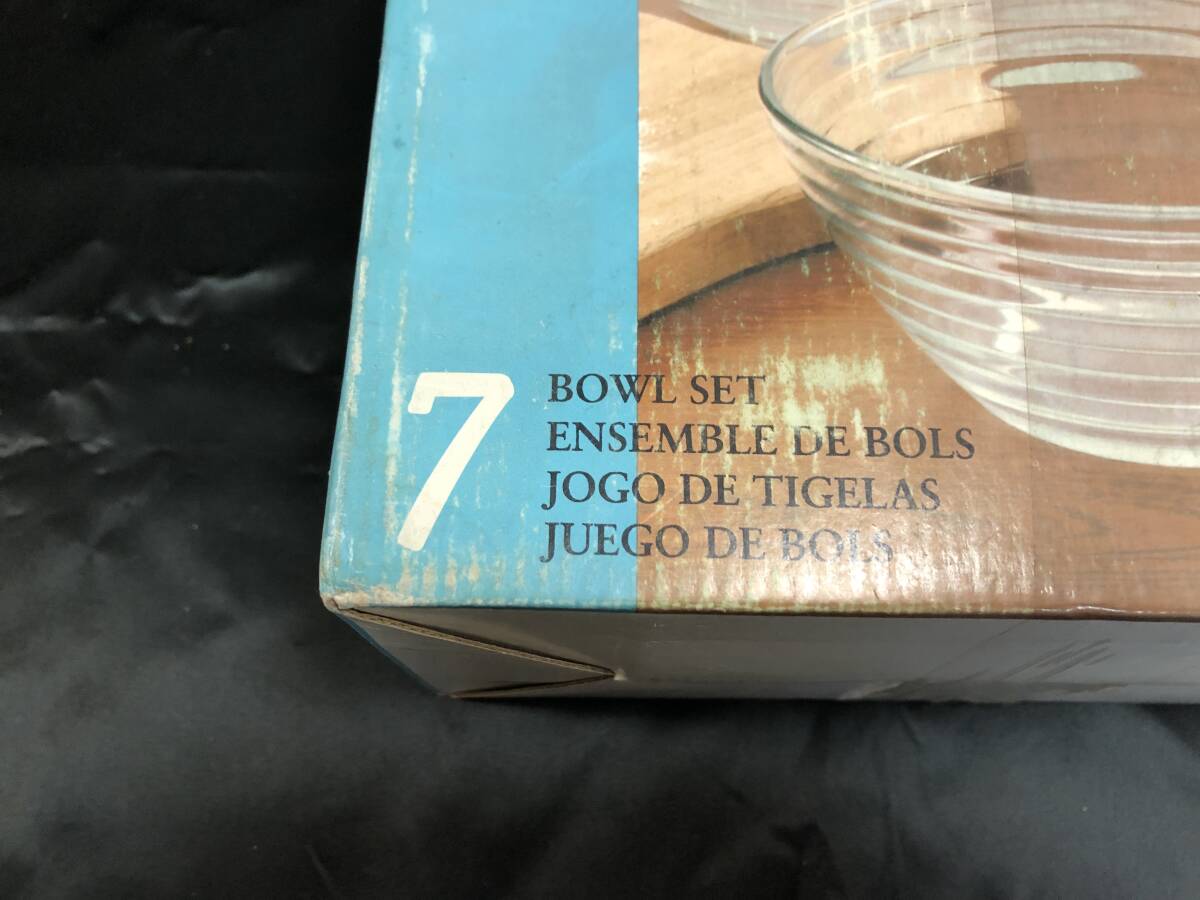 7
BOWL SET
ENSEMBLE DE BOLS
JOGO DE TIGELAS
JUEGO DE BOLS